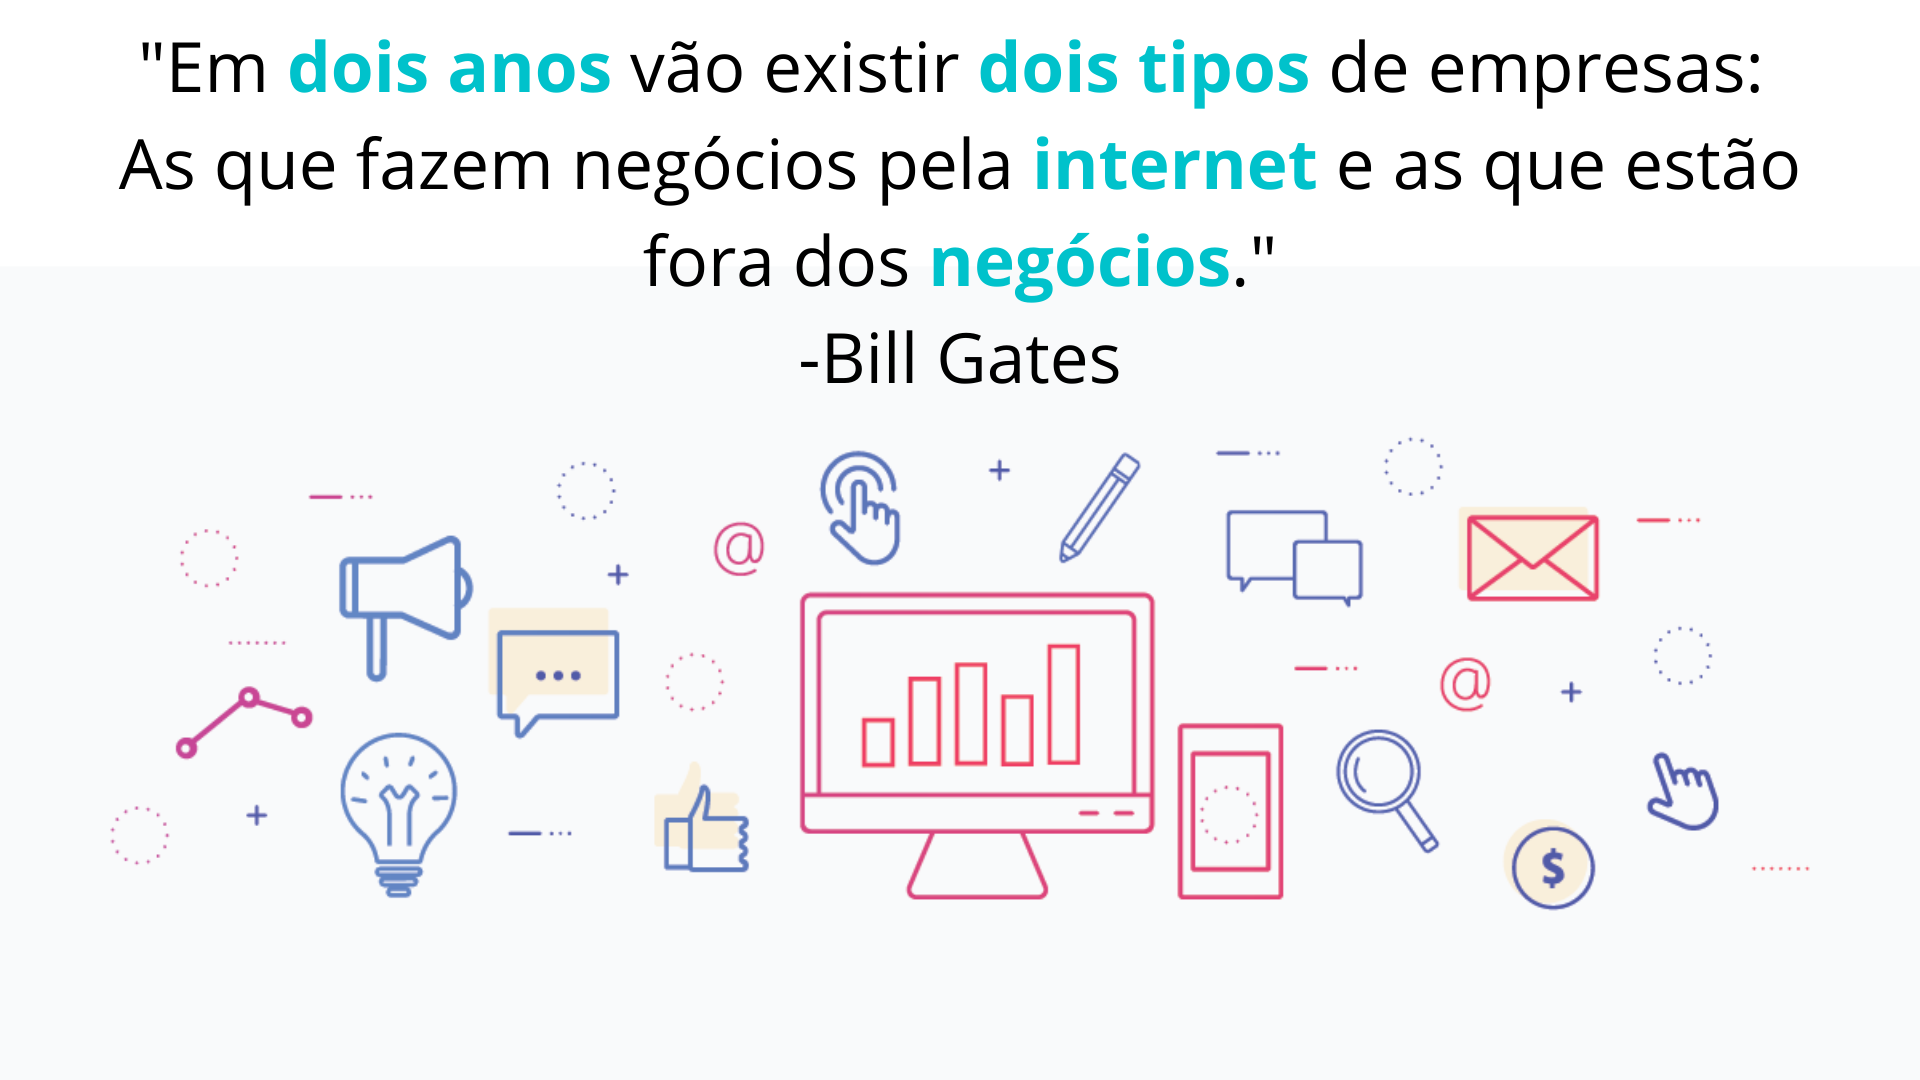 "Em dois anos vão existir dois tipos de empresas:
As que fazem negócios pela internet e as que estão
fora dos negócios."
-Bill Gates
@
@
$